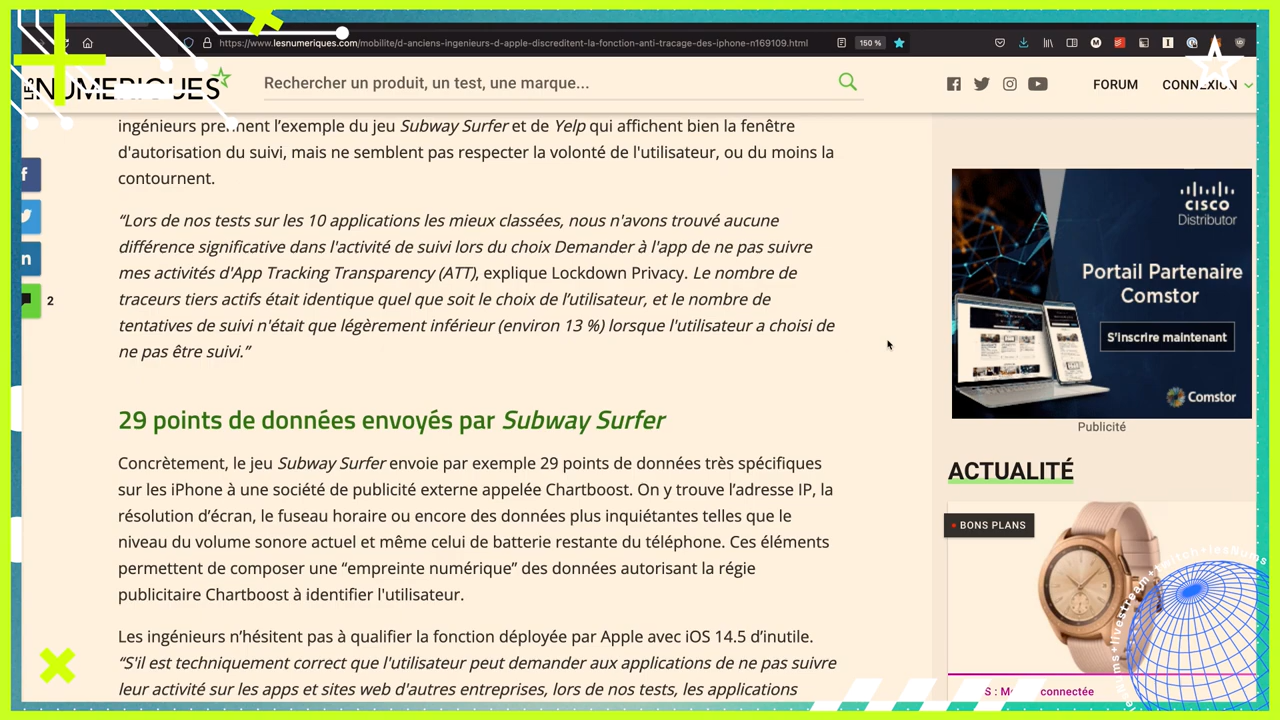 https://www.lesnumeriques.com/mobilite/d-anciens-ingenieurs-d-apple-discreditent-la-fonction-anti-tracage-des-iphone-n169109.html
150 %
LES NUMERIQUES
Rechercher un produit, un test, une marque...
FORUM
CONNEXION
ingénieurs prennent l’exemple du jeu Subway Surfer et de Yelp qui affichent bien la fenêtre
d'autorisation du suivi, mais ne semblent pas respecter la volonté de l'utilisateur, ou du moins la
contournent.
“Lors de nos tests sur les 10 applications les mieux classées, nous n'avons trouvé aucune
différence significative dans l'activité de suivi lors du choix Demander à l'app de ne pas suivre
mes activités d'App Tracking Transparency (ATT), explique Lockdown Privacy. Le nombre de
traceurs tiers actifs était identique quel que soit le choix de l’utilisateur, et le nombre de
tentatives de suivi n'était que légèrement inférieur (environ 13 %) lorsque l'utilisateur a choisi de
ne pas être suivi.”
2
29 points de données envoyés par Subway Surfer
Concrètement, le jeu Subway Surfer envoie par exemple 29 points de données très spécifiques
sur les iPhone à une société de publicité externe appelée Chartboost. On y trouve l’adresse IP, la
résolution d’écran, le fuseau horaire ou encore des données plus inquiétantes telles que le
niveau du volume sonore actuel et même celui de batterie restante du téléphone. Ces éléments
permettent de composer une “empreinte numérique” des données autorisant la régie
publicitaire Chartboost à identifier l'utilisateur.
Les ingénieurs n’hésitent pas à qualifier la fonction déployée par Apple avec iOS 14.5 d’inutile.
“S'il est techniquement correct que l'utilisateur peut demander aux applications de ne pas suivre
leur activité sur les apps et sites web d'autres entreprises, lors de nos tests, les applications
CISCO
Distributor
Portail Partenaire
Comstor
S'inscrire maintenant
Comstor
Publicité
ACTUALITÉ
BONS PLANS
connectée
lesNums+livestream+Twitch+lesNums